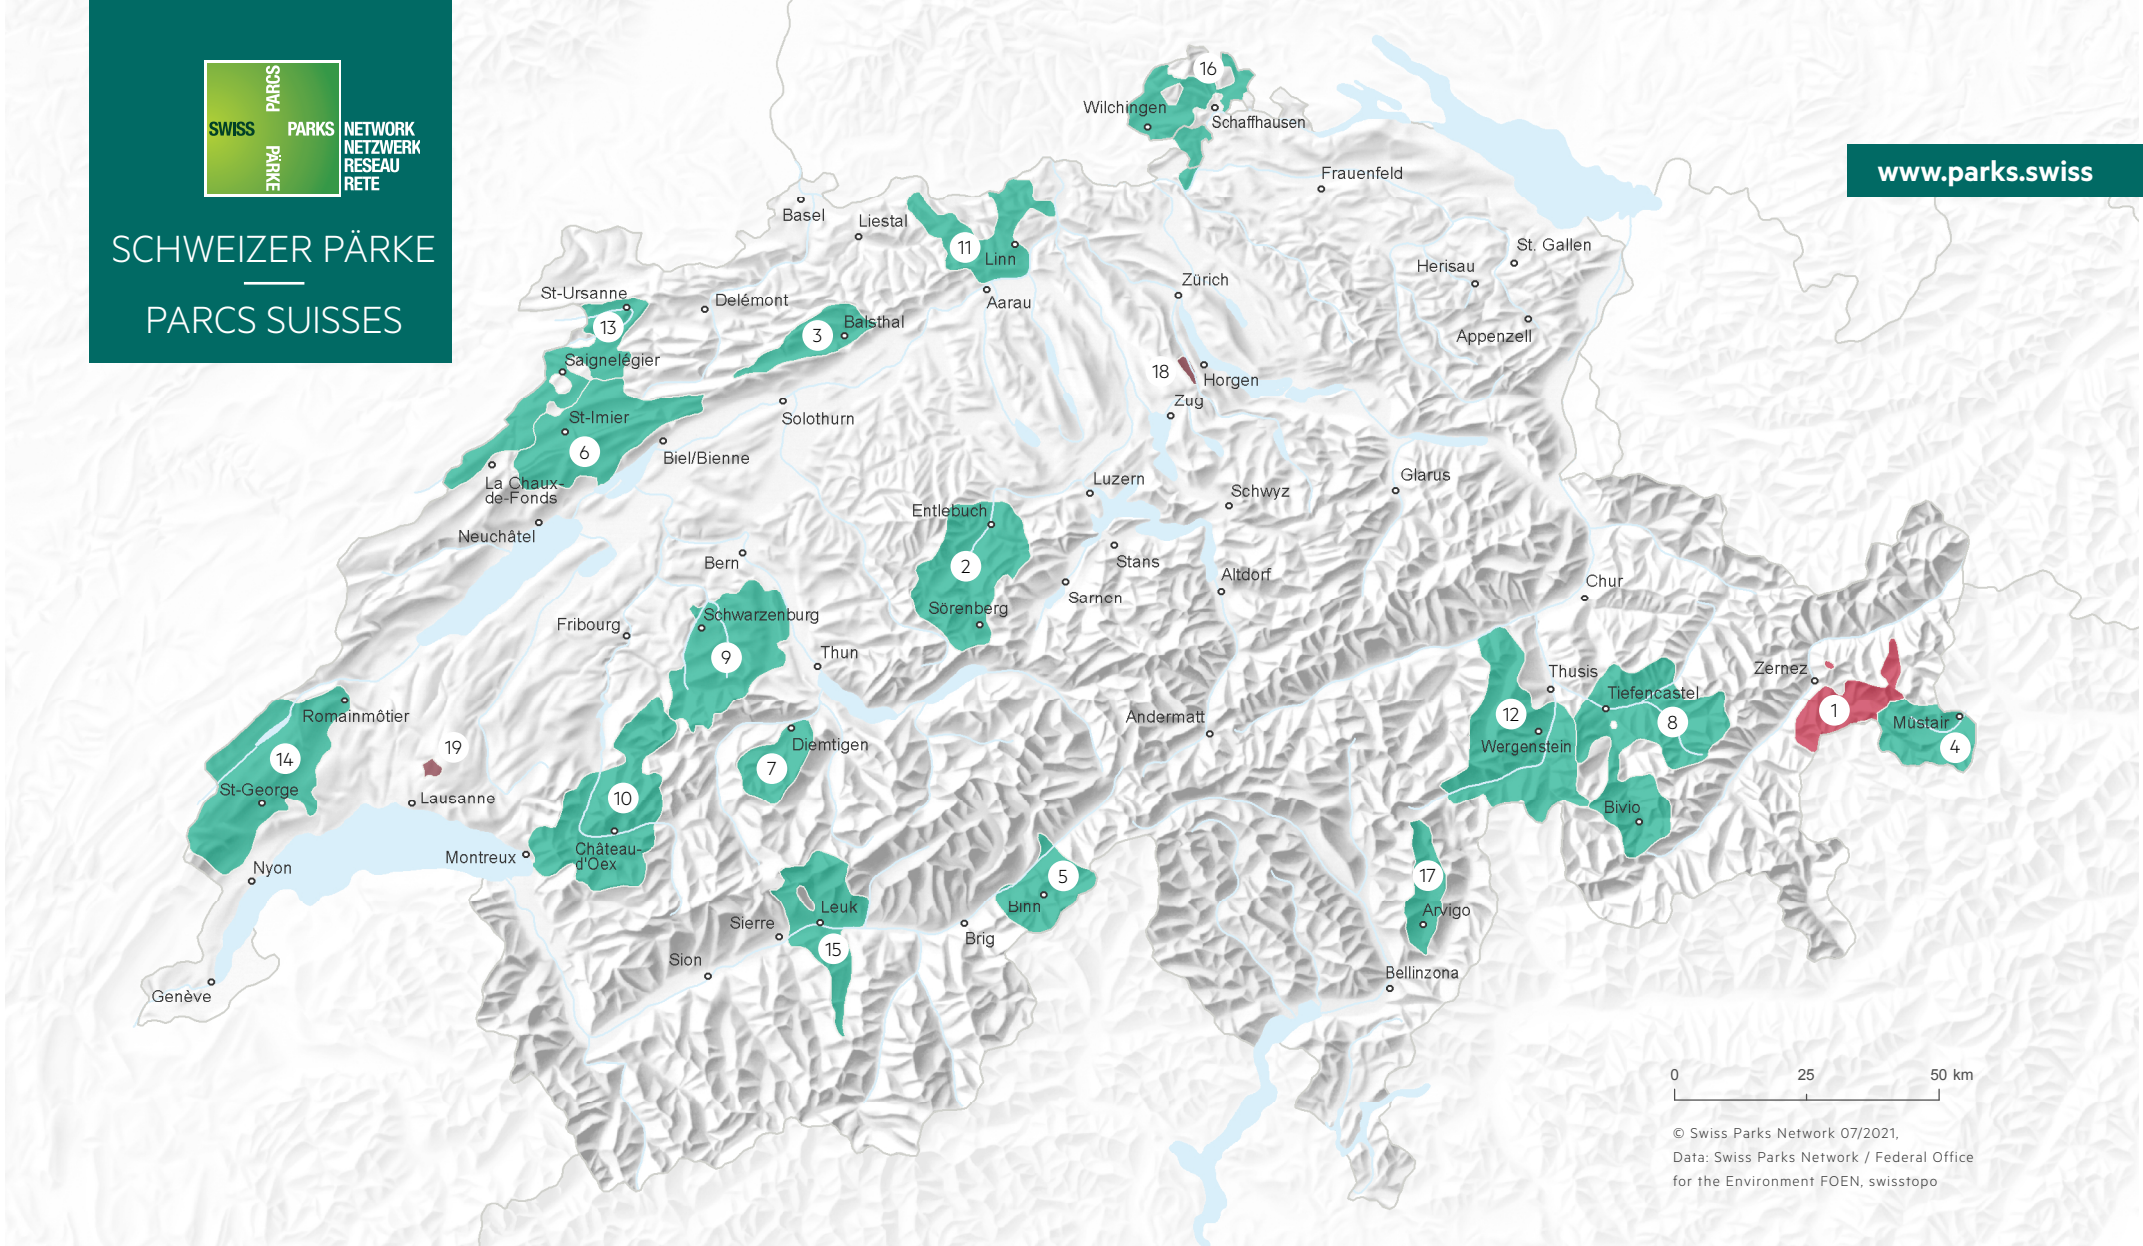 PARCS
SWISS PARKS
PÄRKE
NETWORK
NETZWERK
RESEAU
RETE
SCHWEIZER PÄRKE
PARCS SUISSES
www.parks.swiss
16
Wilchingen
Schaffhausen
Frauenfeld
Basel
Liestal
11
Linn
St. Gallen
Herisau
Zürich
St-Ursanne
Delémont
Aarau
13
3
Balsthal
Appenzell
Saignelégier
18
Horgen
Zug
St-Imier
Solothurn
6
Biel/Bienne
La Chaux-
de-Fonds
Luzern
Schwyz
Glarus
Entlebuch
Neuchâtel
Bern
2
Stans
Altdorf
Chur
Sarnen
Sörenberg
Schwarzenburg
Fribourg
9
Thun
Zernez
Thusis
Tiefencastel
Romainmôtier
Andermatt
12
8
1
Müstair
4
19
Diemtigen
Wergenstein
14
7
St-George
Lausanne
10
Bivio
Château-
d'Oex
Montreux
Nyon
5
17
Binn
Leuk
Arvigo
Sierre
15
Brig
Sion
Bellinzona
Genève
0 25 50 km
© Swiss Parks Network 07/2021,
Data: Swiss Parks Network / Federal Office
for the Environment FOEN, swisstopo